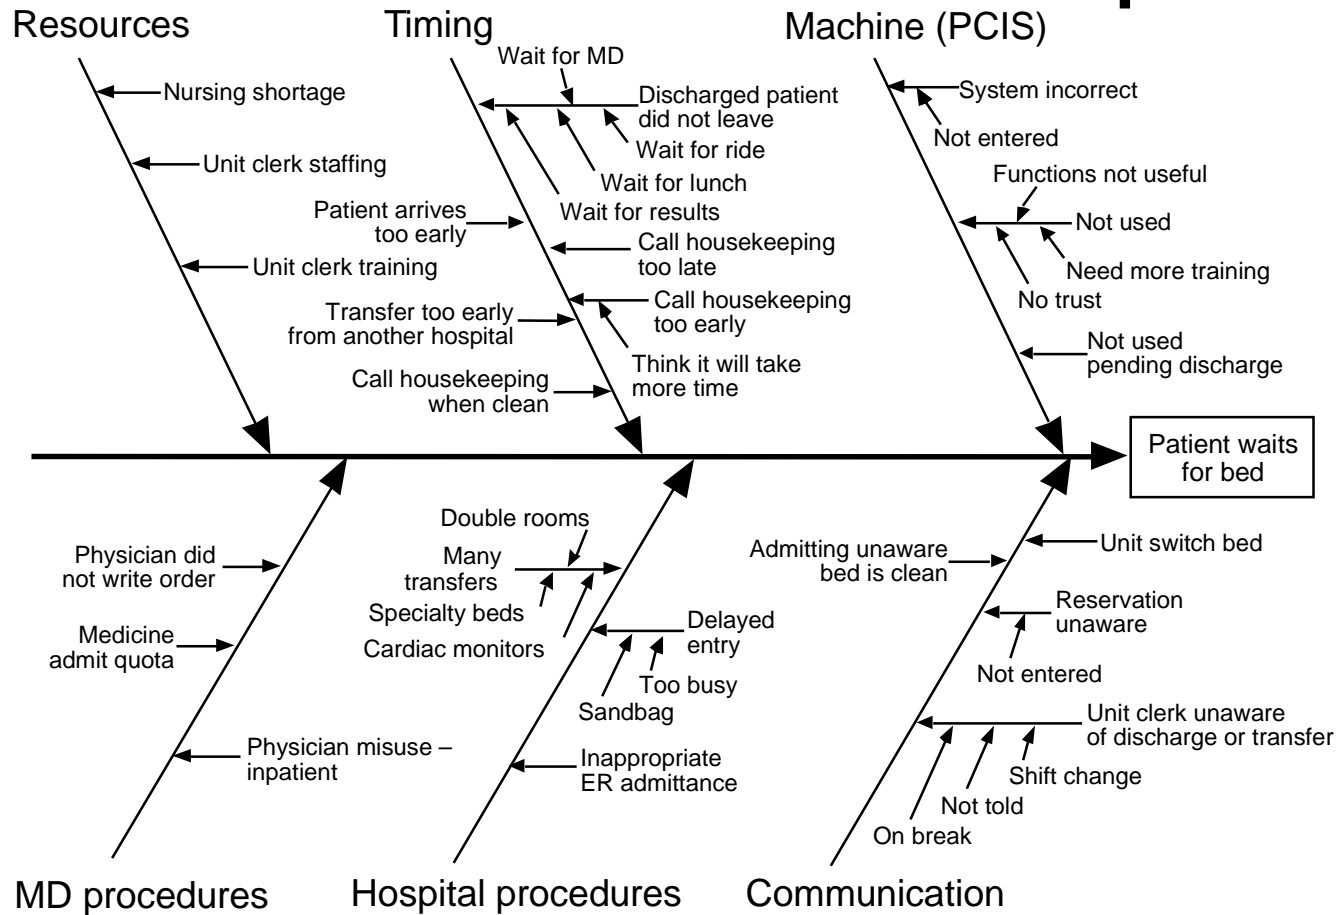 Resources
Timing
Machine (PCIS)
Nursing shortage
Unit clerk staffing
Unit clerk training
Wait for MD
Discharged patient
did not leave
Wait for ride
Wait for lunch
Wait for results
Patient arrives
too early
Call housekeeping
too late
Call housekeeping
too early
Transfer too early
from another hospital
Think it will take
more time
Call housekeeping
when clean
System incorrect
Not entered
Functions not useful
Not used
Need more training
No trust
Not used
pending discharge
Patient waits
for bed
Physician did
not write order
Medicine
admit quota
Physician misuse –
inpatient
Double rooms
Many
transfers
Specialty beds
Cardiac monitors
Delayed
entry
Too busy
Sandbag
Inappropriate
ER admittance
Unit switch bed
Admitting unaware
bed is clean
Reservation
unaware
Not entered
Unit clerk unaware
of discharge or transfer
Shift change
Not told
On break
MD procedures
Hospital procedures
Communication